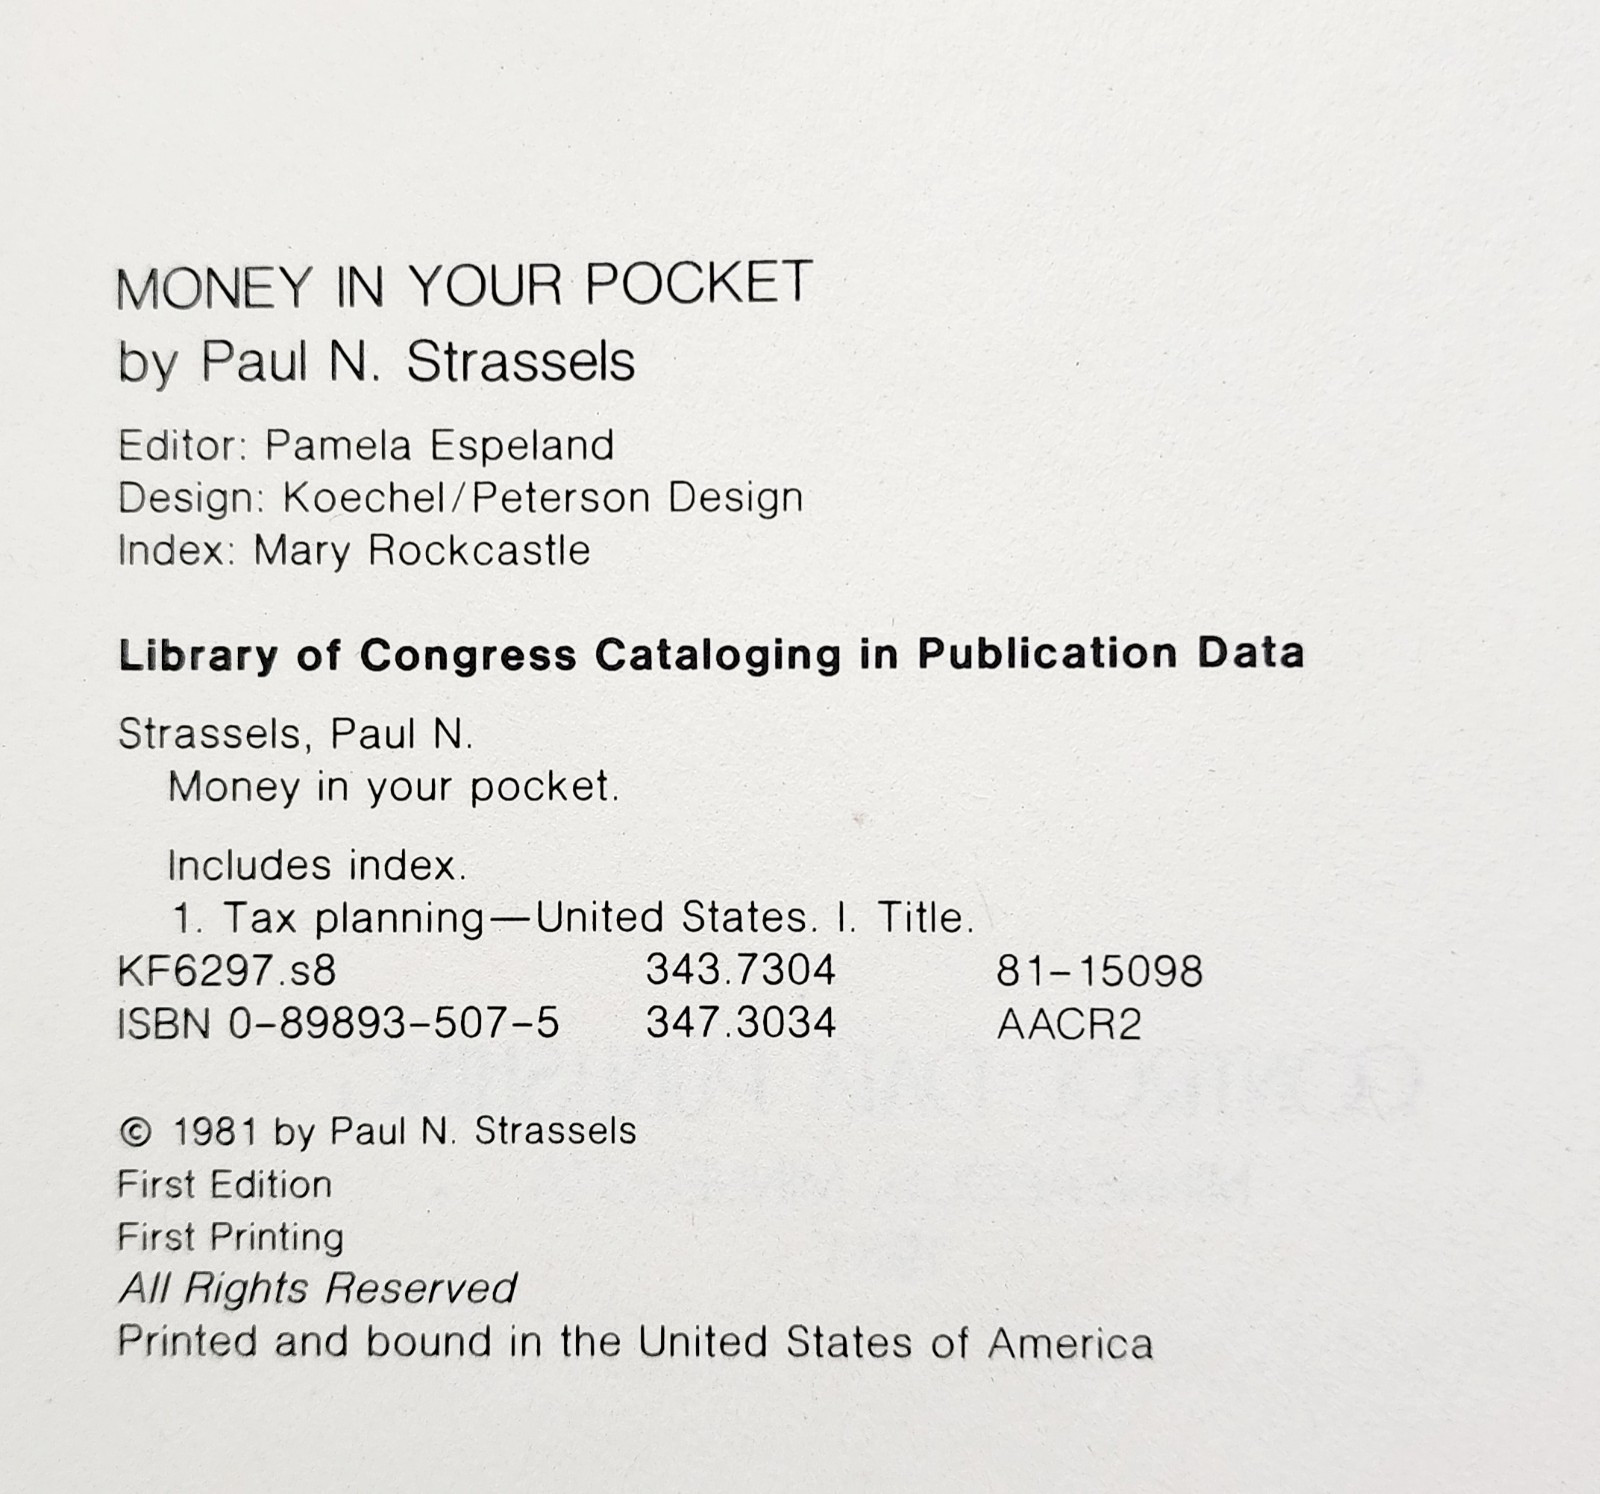 MONEY IN YOUR POCKET
by Paul N. Strassels
Editor: Pamela Espeland
Design: Koechel/Peterson Design
Index: Mary Rockcastle
Library of Congress Cataloging in Publication Data
Strassels, Paul N.
Money in your pocket.
Includes index.
1. Tax planning—United States. I. Title.
KF6297.s8 343.7304 81-15098
ISBN 0-89893-507-5 347.3034 AACR2
© 1981 by Paul N. Strassels
First Edition
First Printing
All Rights Reserved
Printed and bound in the United States of America